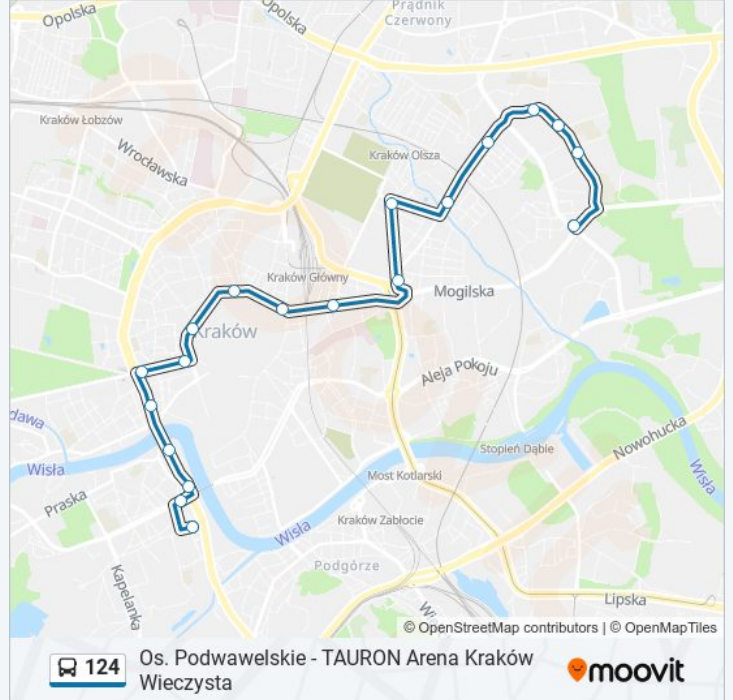 Prądnik
Czerwony
Opolska
Opolska
Kraków Łobzów
Wrocławska
Kraków Olsza
Kraków Główny
Mogilska
Kraków
Aleja Pokoju
dawa
Wisła
Stopień Dąbie
Nowohucka
Wisła
Praska
Most Kotlarski
Wisła
Kraków Zabłocie
Podgórze
Kapelanka
Lipska
© OpenStreetMap contributors | © OpenMapTiles
124
Os. Podwawelskie - TAURON Arena Kraków
Wieczysta
moovit